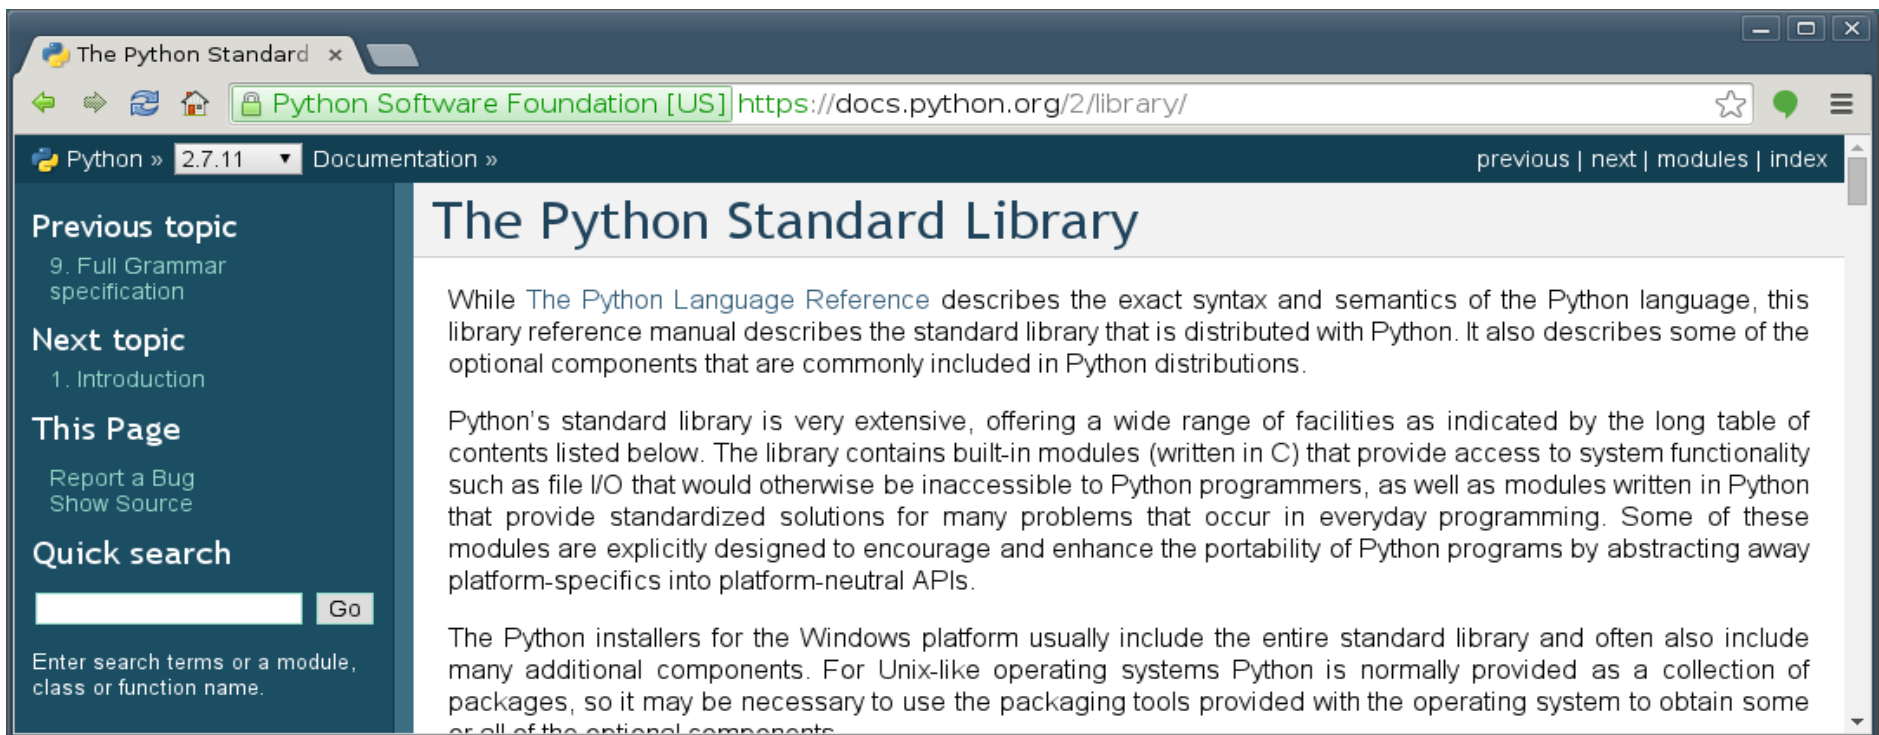 The Python Standard
Python Software Foundation [US] https://docs.python.org/2/library/
Python » 2.7.11 Documentation »
previous | next | modules | index
Previous topic
9. Full Grammar
specification
Next topic
1. Introduction
This Page
Report a Bug
Show Source
Quick search
Go
Enter search terms or a module,
class or function name.
The Python Standard Library
While The Python Language Reference describes the exact syntax and semantics of the Python language, this
library reference manual describes the standard library that is distributed with Python. It also describes some of the
optional components that are commonly included in Python distributions.
Python's standard library is very extensive, offering a wide range of facilities as indicated by the long table of
contents listed below. The library contains built-in modules (written in C) that provide access to system functionality
such as file I/O that would otherwise be inaccessible to Python programmers, as well as modules written in Python
that provide standardized solutions for many problems that occur in everyday programming. Some of these
modules are explicitly designed to encourage and enhance the portability of Python programs by abstracting away
platform-specifics into platform-neutral APIs.
The Python installers for the Windows platform usually include the entire standard library and often also include
many additional components. For Unix-like operating systems Python is normally provided as a collection of
packages, so it may be necessary to use the packaging tools provided with the operating system to obtain some
or all of the optional components.